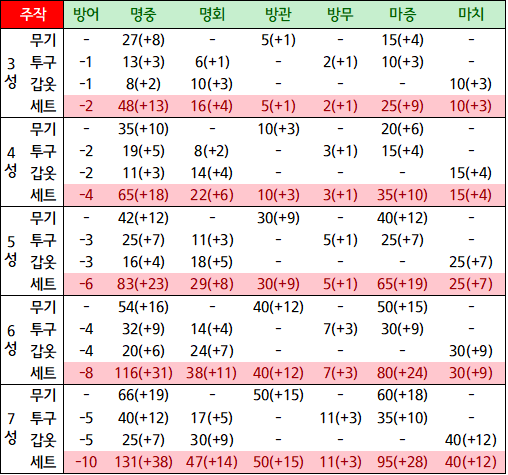 주작 방어 명중 명회 방관 방무 마중 마치
3성 무기 - 27(+8) - 5(+1) - 15(+4) -
투구 -1 13(+3) 6(+1) - 2(+1) 10(+3) -
갑옷 -1 8(+2) 10(+3) - - - 10(+3)
세트 -2 48(+13) 16(+4) 5(+1) 2(+1) 25(+9) 10(+3)
4성 무기 - 35(+10) - 10(+3) - 20(+6) -
투구 -2 19(+5) 8(+2) - 3(+1) 15(+4) -
갑옷 -2 11(+3) 14(+4) - - - 15(+4)
세트 -4 65(+18) 22(+6) 10(+3) 3(+1) 35(+10) 15(+4)
5성 무기 - 42(+12) - 30(+9) - 40(+12) -
투구 -3 25(+7) 11(+3) - 5(+1) 25(+7) -
갑옷 -3 16(+4) 18(+5) - - - 25(+7)
세트 -6 83(+23) 29(+8) 30(+9) 5(+1) 65(+19) 25(+7)
6성 무기 - 54(+16) - 40(+12) - 50(+15) -
투구 -4 32(+9) 14(+4) - 7(+3) 30(+9) -
갑옷 -4 20(+6) 24(+7) - - - 30(+9)
세트 -8 116(+31) 38(+11) 40(+12) 7(+3) 80(+24) 30(+9)
7성 무기 - 66(+19) - 50(+15) - 60(+18) -
투구 -5 40(+12) 17(+5) - 11(+3) 35(+10) -
갑옷 -5 25(+7) 30(+9) - - - 40(+12)
세트 -10 131(+38) 47(+14) 50(+15) 11(+3) 95(+28) 40(+12)